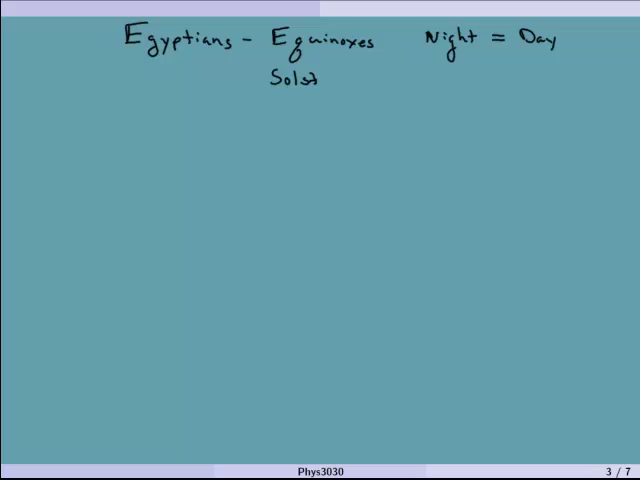 Egyptians - Equinoxes Night = Day
Solst
Phys3030 3 / 7